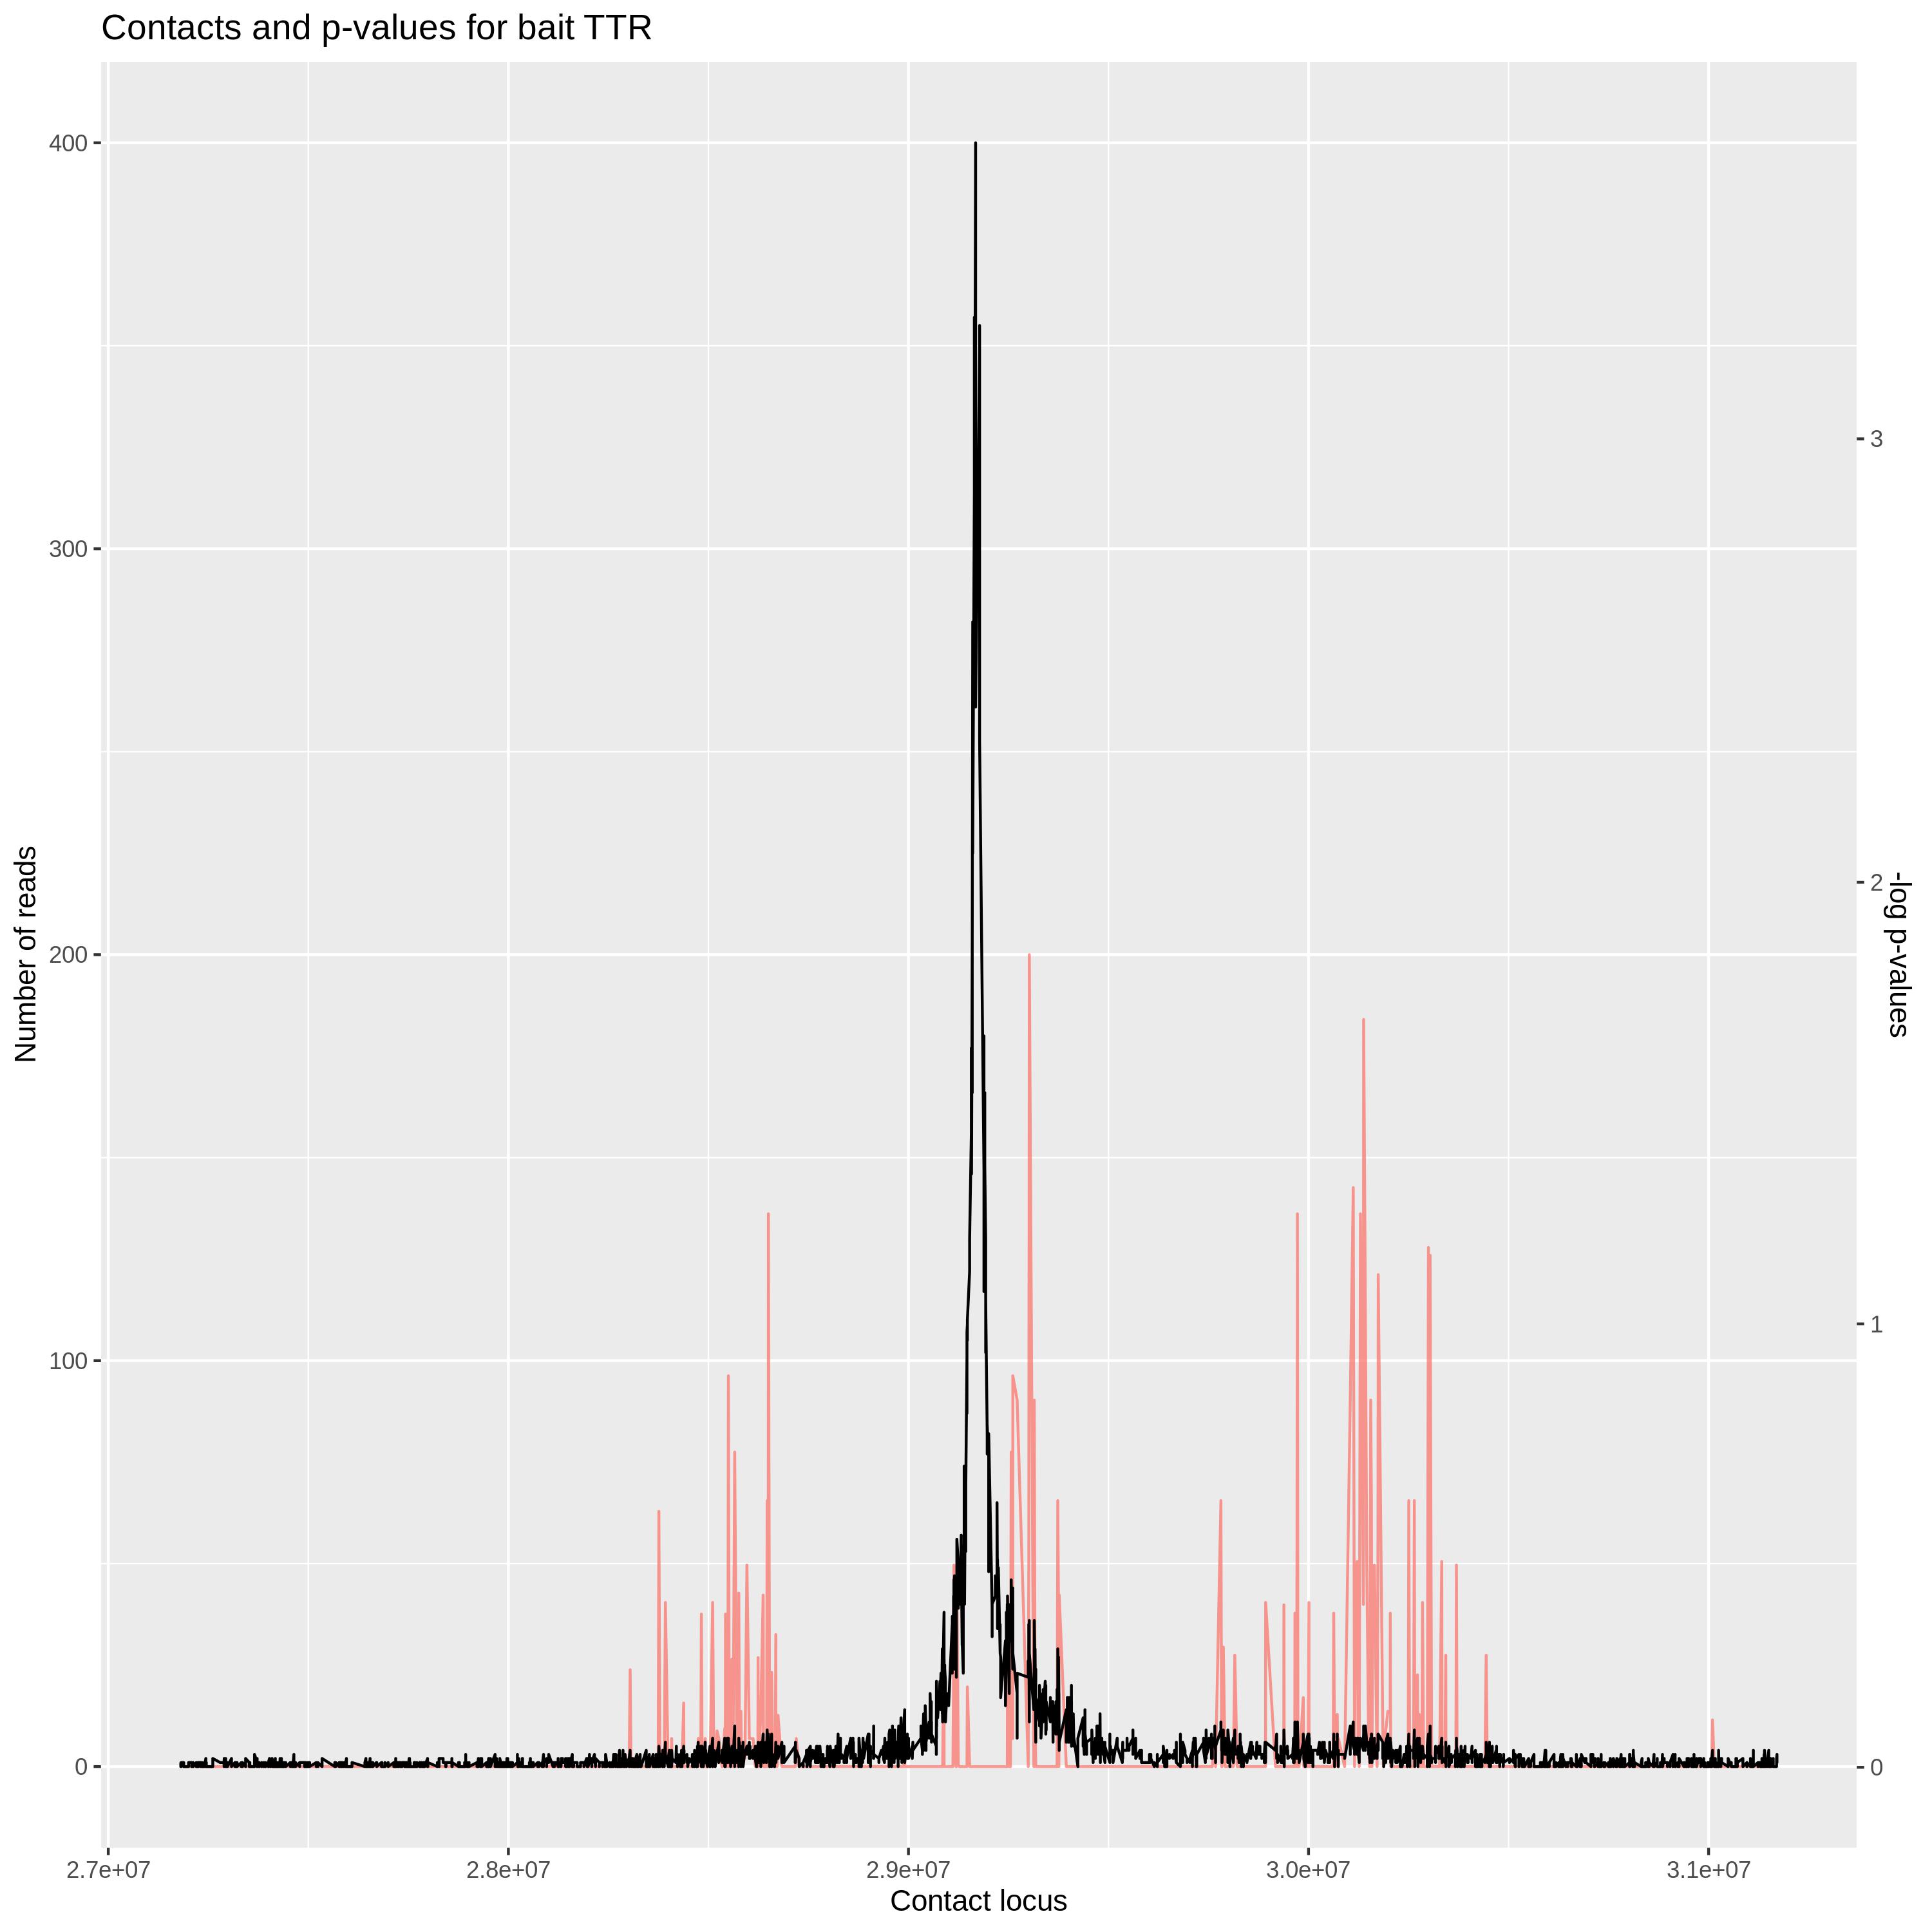 Contacts and p-values for bait TTR
400
300
200
100
0
Number of reads
3
2
1
0
-log p-values
2.7e+07
2.8e+07
2.9e+07
3.0e+07
3.1e+07
Contact locus